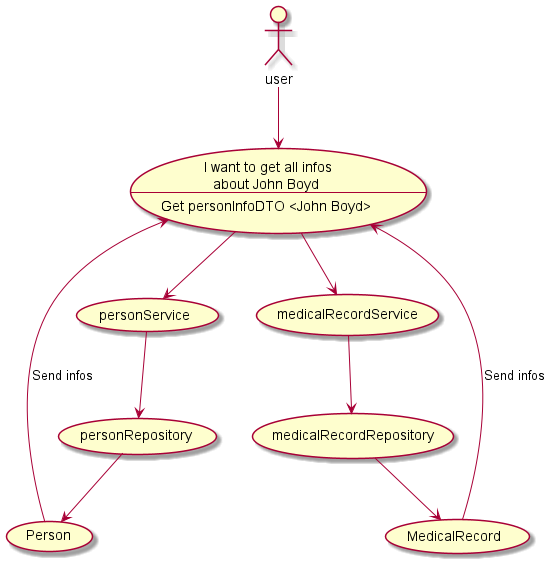 user
I want to get all infos
about John Boyd
Get personInfoDTO <John Boyd>
personService
medicalRecordService
Send infos
Send infos
personRepository
medicalRecordRepository
Person
MedicalRecord